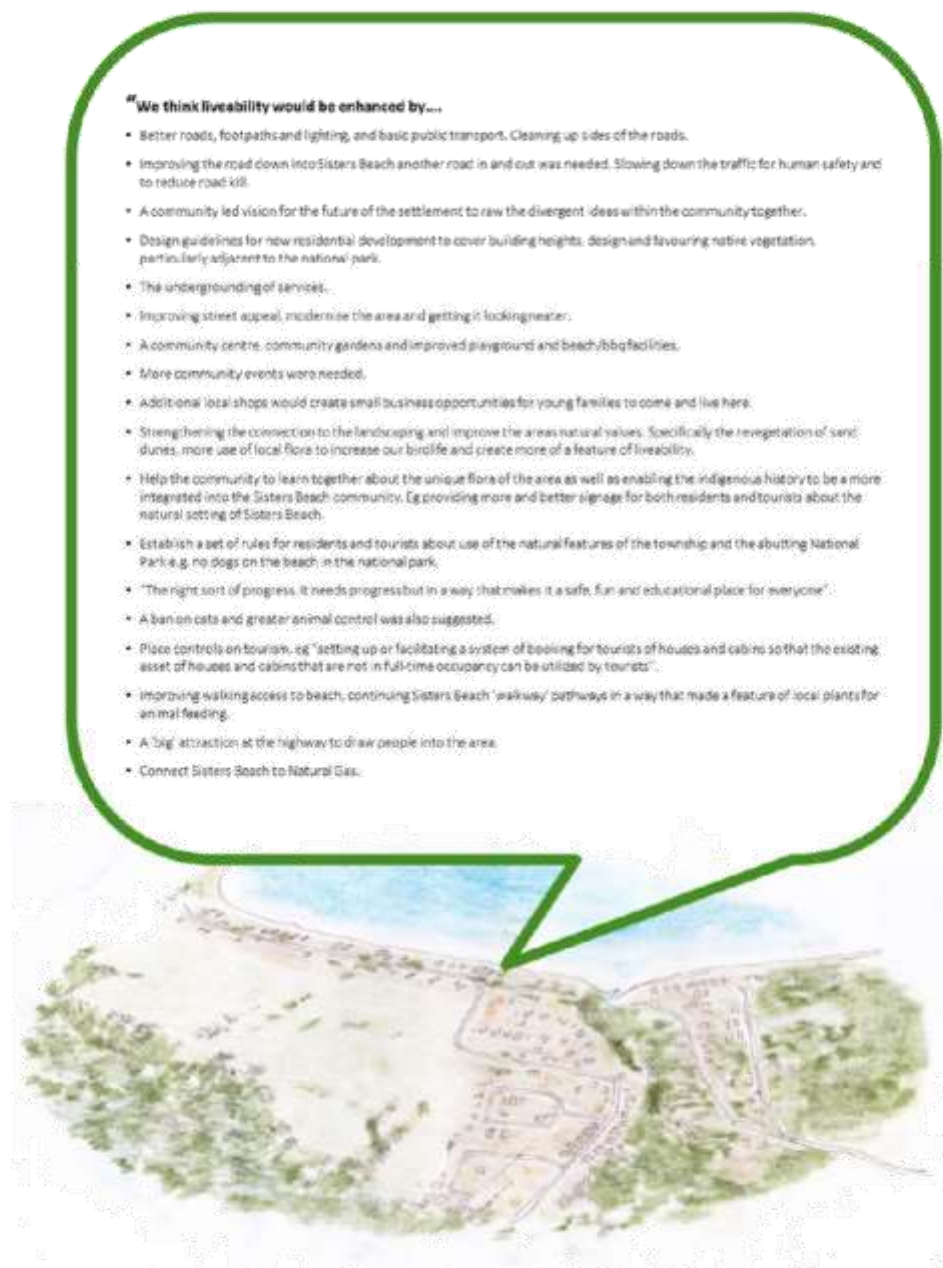 “We think liveability would be enhanced by....
• Better roads, footpaths and lighting, and basic public transport. Cleaning up sides of the roads.
• Improving the road down into Sisters Beach another road in and out was needed. Slowing down the traffic for human safety and
to reduce road kill.
• A community led vision for the future of the settlement to raw the divergent ideas within the community together.
• Design guidelines for new residential development to cover building heights, design and favouring native vegetation,
particularly adjacent to the national park.
• The undergrounding of services.
• Improving street appeal, modernise the area and getting it looking neater.
• A community centre, community gardens and improved playground and beach/bbq facilities.
• More community events were needed.
• Additional local shops would create small business opportunities for young families to come and live here.
• Strengthening the connection to the landscaping and improve the areas natural values. Specifically the revegetation of sand
dunes, more use of local flora to increase our birdlife and create more of a feature of liveability.
• Help the community to learn together about the unique flora of the area as well as enabling the indigenous history to be a more
integrated into the Sisters Beach community. Eg providing more and better signage for both residents and tourists about the
natural setting of Sisters Beach.
• Establish a set of rules for residents and tourists about use of the natural features of the township and the abutting National
Park e.g. no dogs on the beach in the national park.
• "The right sort of progress. It needs progress but in a way that makes it a safe, fun and educational place for everyone".
• A ban on cats and greater animal control was also suggested.
• Place controls on tourism, eg "setting up or facilitating a system of booking for tourists of houses and cabins so that the existing
asset of houses and cabins that are not in full-time occupancy can be utilized by tourists".
• Improving walking access to beach, continuing Sisters Beach 'walkway' pathways in a way that made a feature of local plants for
animal feeding.
• A 'big' attraction at the highway to draw people into the area.
• Connect Sisters Beach to Natural Gas.